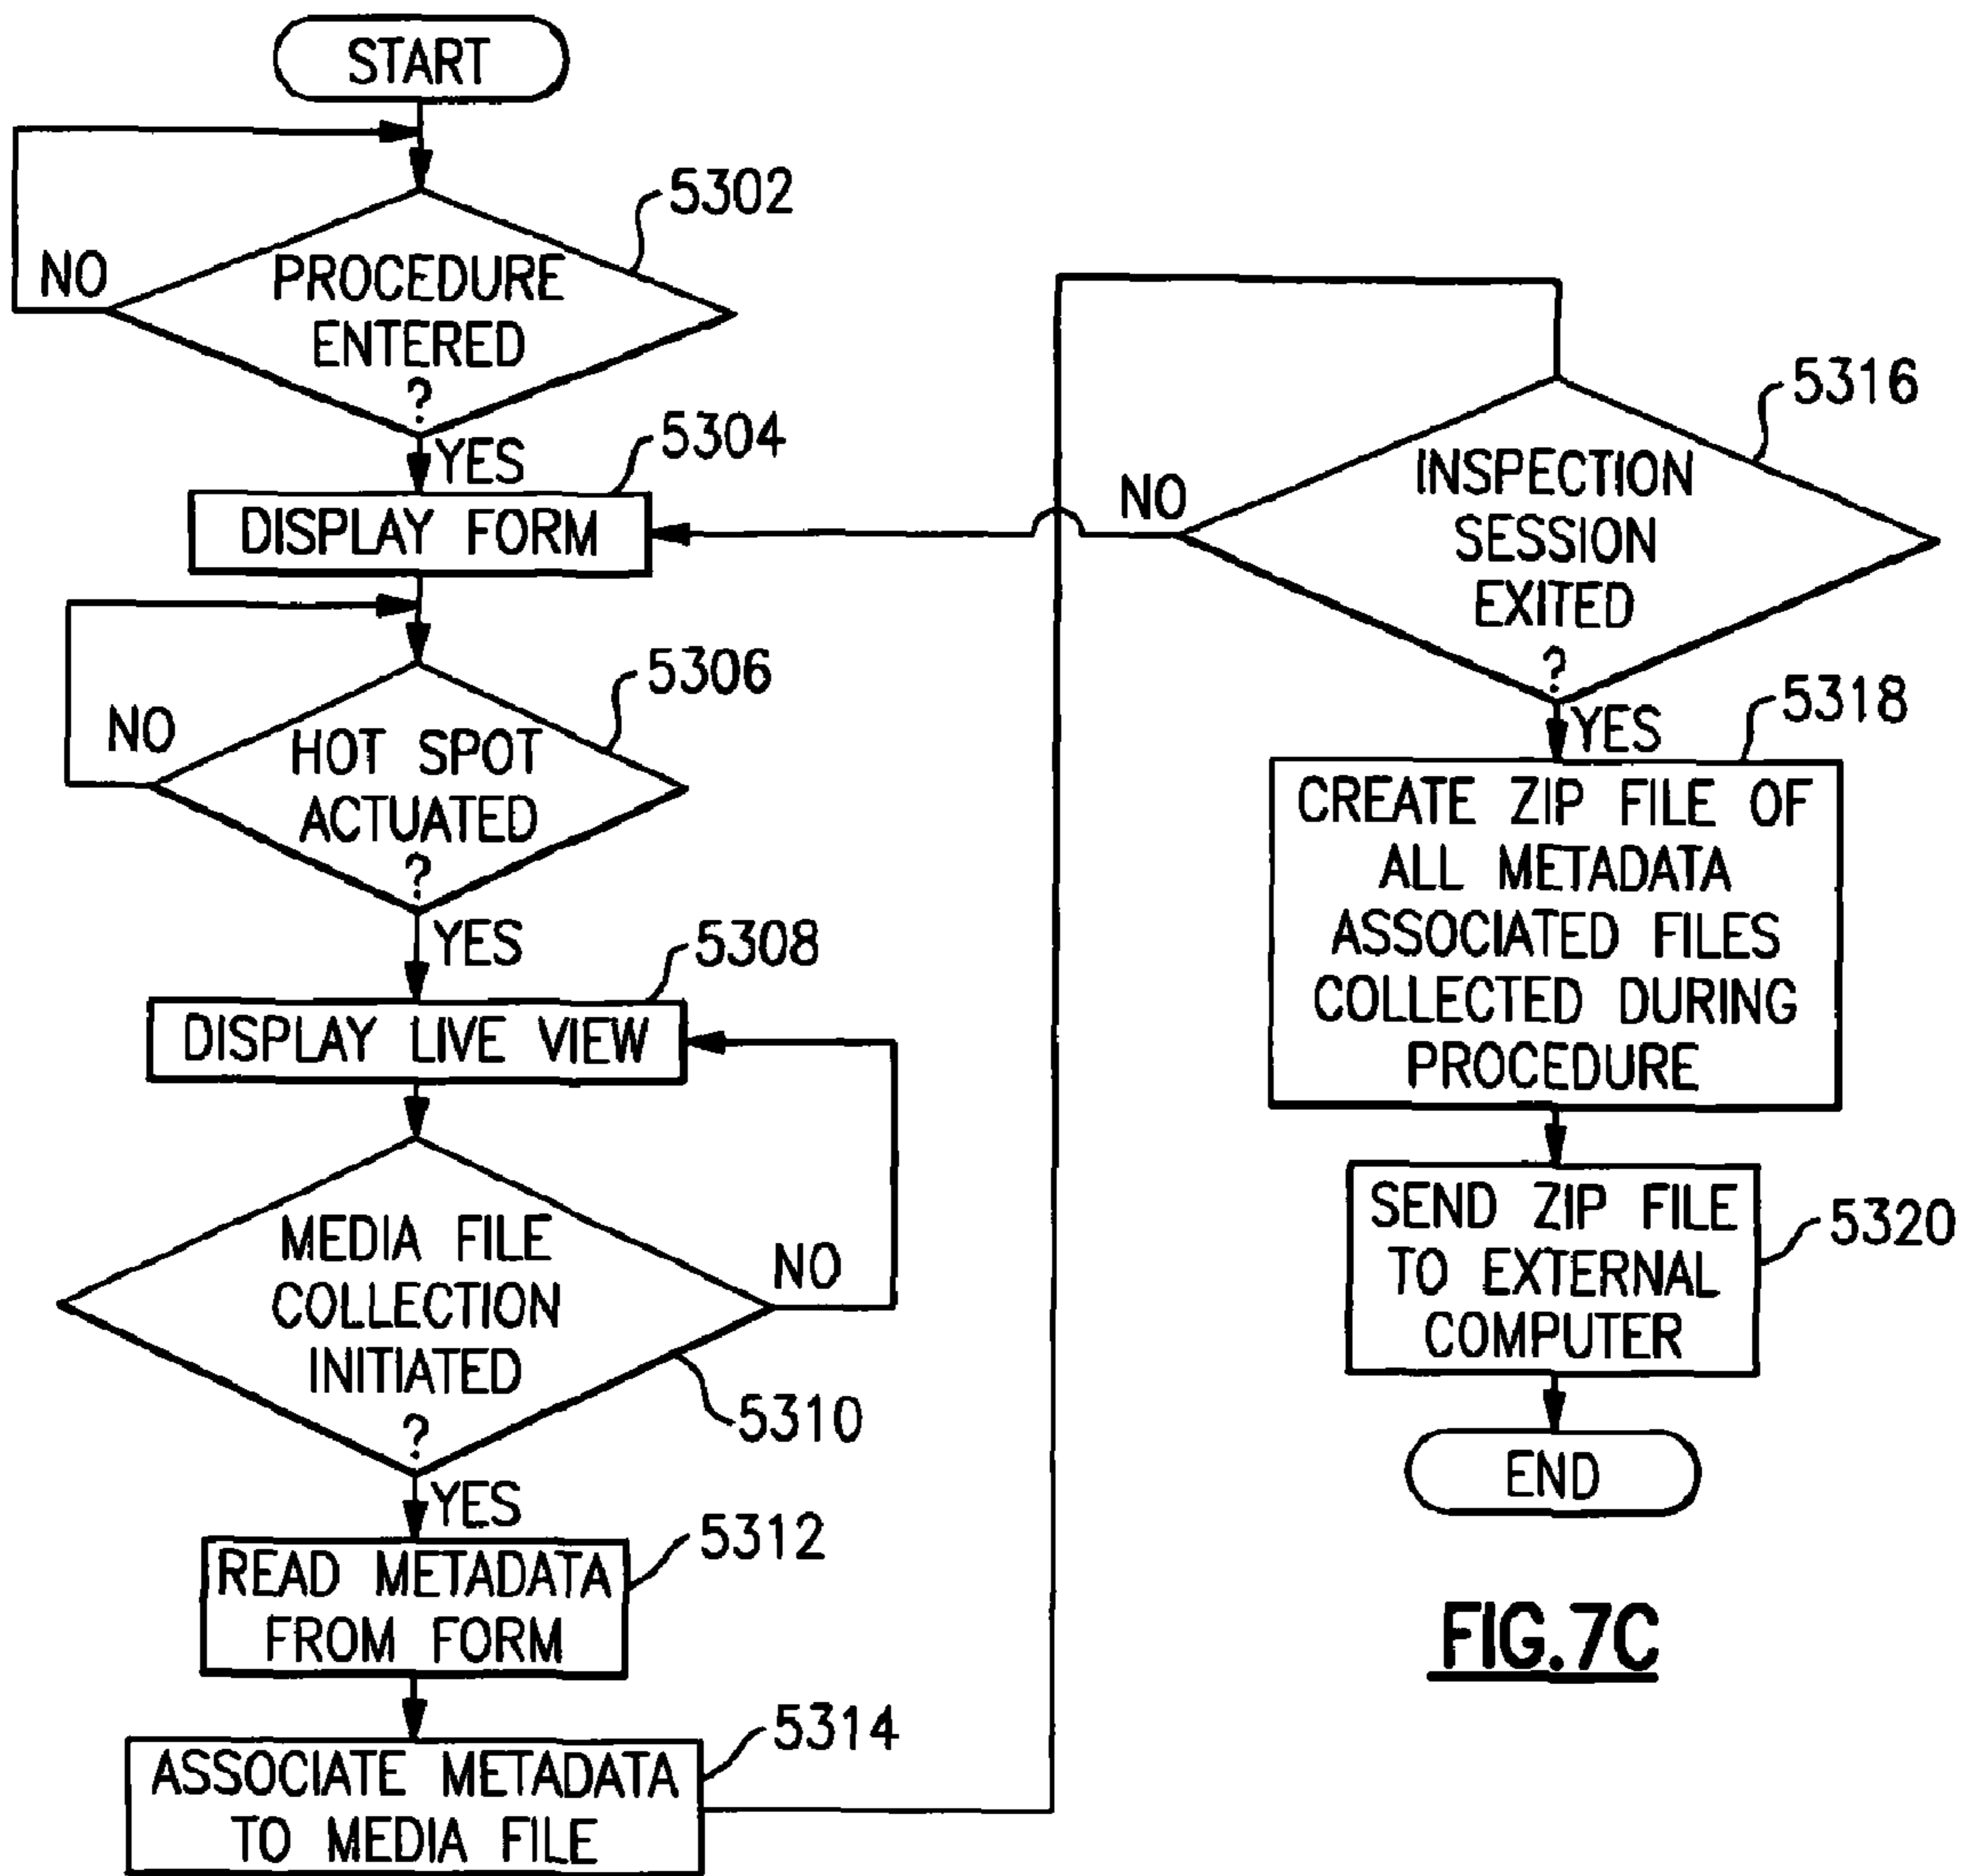 START
5302
NO
PROCEDURE
ENTERED
?
YES
5304
DISPLAY FORM
5306
NO
HOT SPOT
ACTUATED
?
YES
5308
DISPLAY LIVE VIEW
MEDIA FILE
COLLECTION
INITIATED
?
NO
5310
YES
5312
READ METADATA
FROM FORM
5314
ASSOCIATE METADATA
TO MEDIA FILE
5316
NO
INSPECTION
SESSION
EXITED
?
YES
5318
CREATE ZIP FILE OF
ALL METADATA
ASSOCIATED FILES
COLLECTED DURING
PROCEDURE
SEND ZIP FILE
TO EXTERNAL
COMPUTER
5320
END
FIG.7C